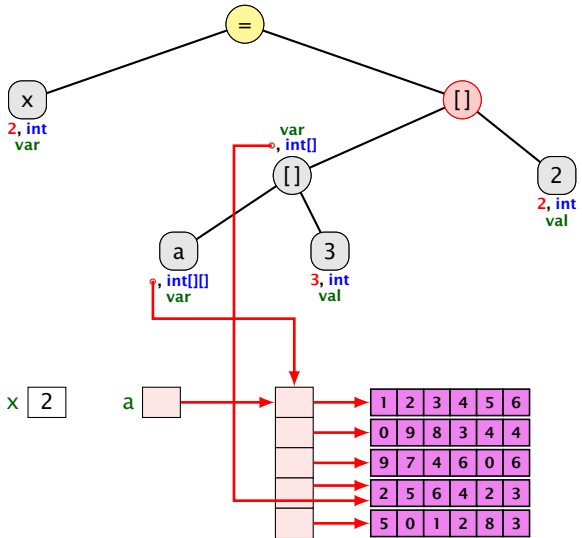 =
x
[]
2, int
var
var
, int[]
[]
2
2, int
val
a
3
, int[][]
var
3, int
val
x 2 a
1 2 3 4 5 6
0 9 8 3 4 4
9 7 4 6 0 6
2 5 6 4 2 3
5 0 1 2 8 3